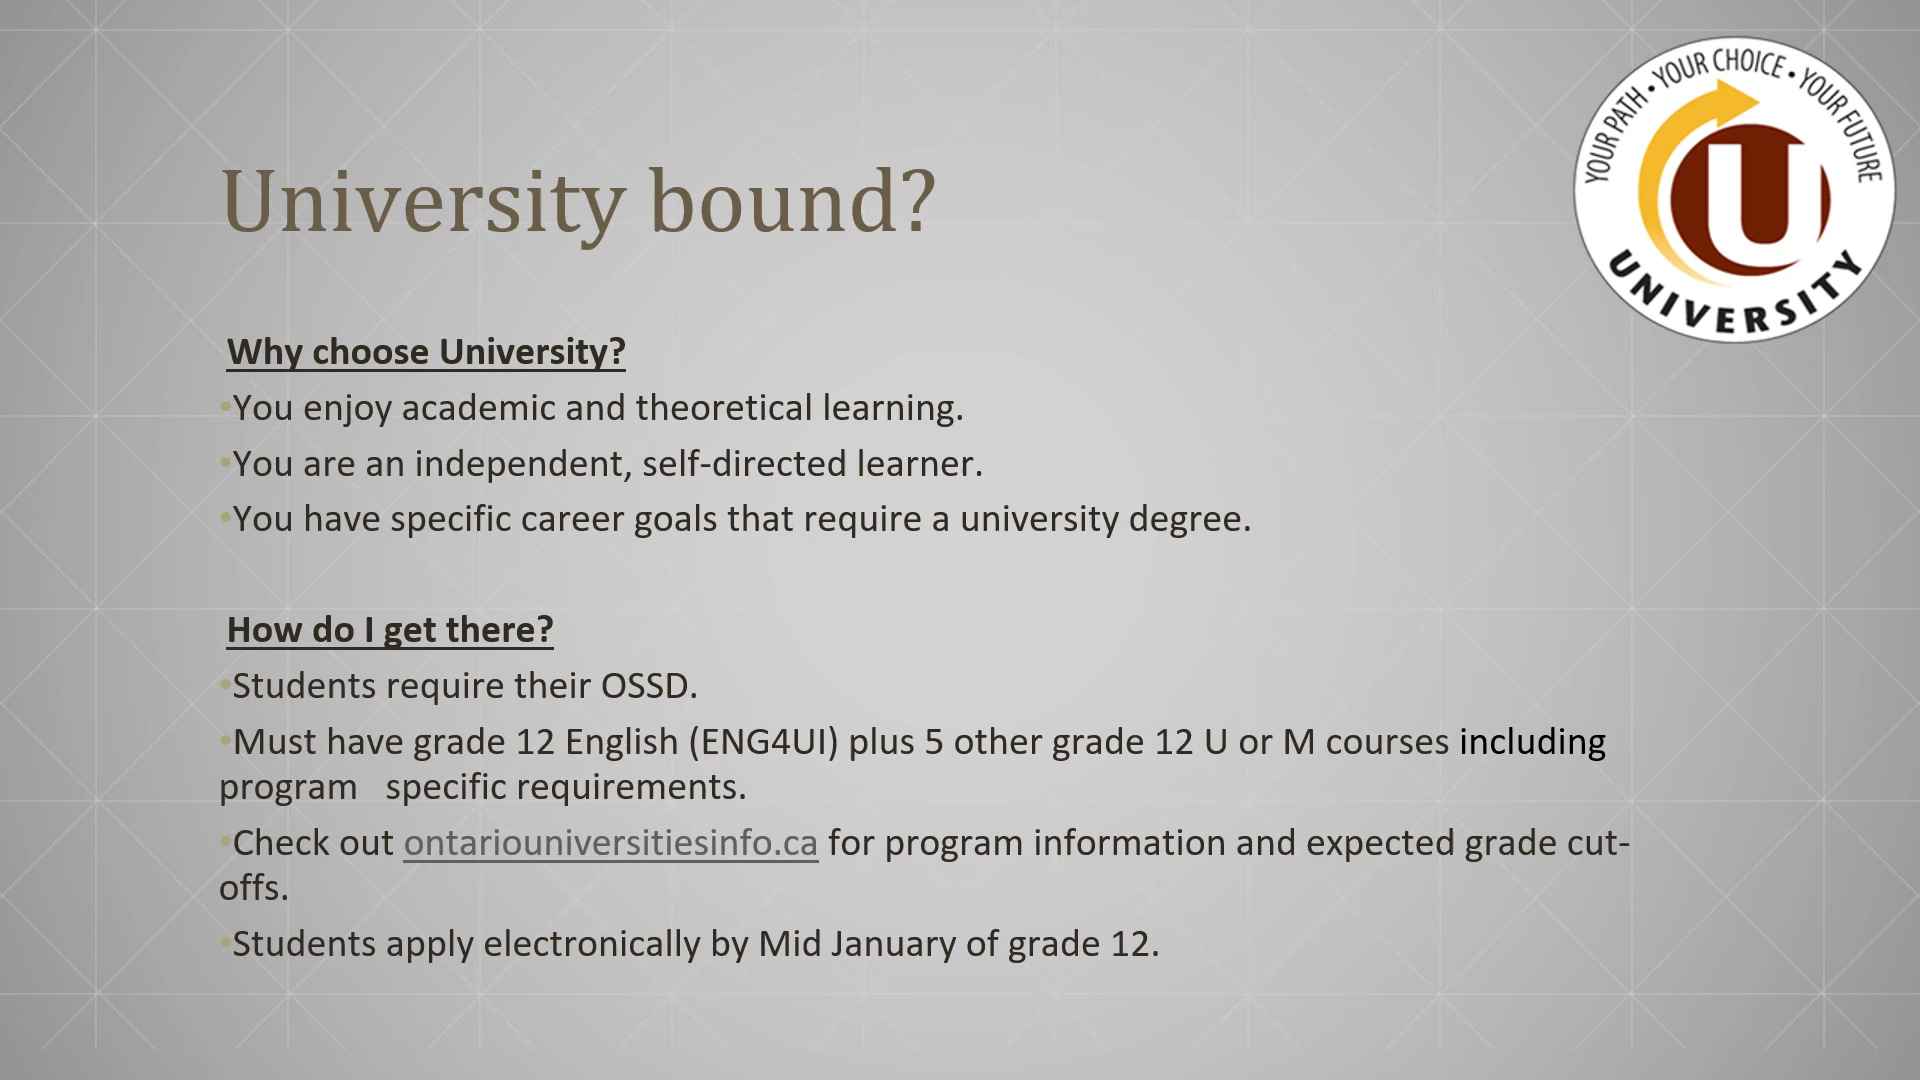 YOUR PATH • YOUR CHOICE • YOUR FUTURE
U
UNIVERSITY
University bound?
Why choose University?
•You enjoy academic and theoretical learning.
•You are an independent, self-directed learner.
•You have specific career goals that require a university degree.
How do I get there?
•Students require their OSSD.
•Must have grade 12 English (ENG4UI) plus 5 other grade 12 U or M courses including
program   specific requirements.
•Check out ontariouniversitiesinfo.ca for program information and expected grade cut-
offs.
•Students apply electronically by Mid January of grade 12.